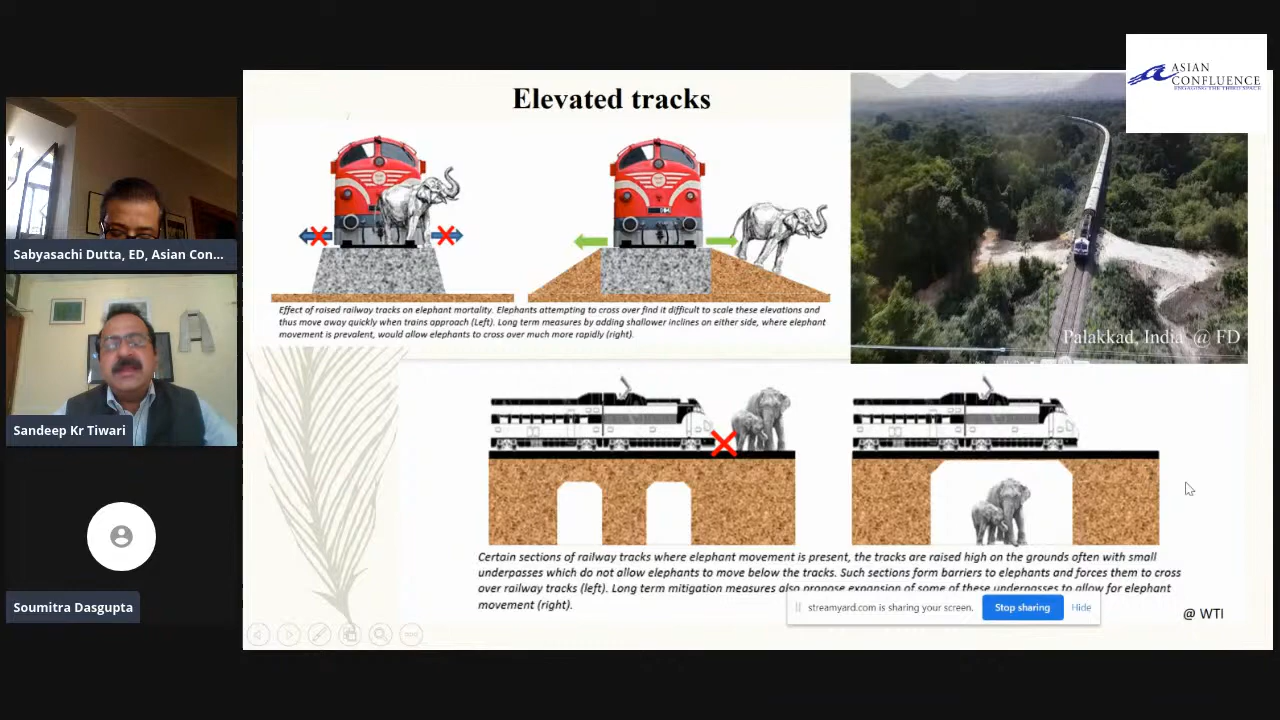 Elevated tracks
ASIAN
CONFLUENCE
Sabyasachi Dutta, ED, Asian Con...
Sandeep Kr Tiwari
Soumitra Dasgupta
Effect of raised railway tracks on elephant mortality. Elephants attempting to cross over find it difficult to scale these elevations and
thus move away quickly when trains approach (Left). Long term measures by adding shallower inclines on either side, where elephant
movement is prevalent, would allow elephants to cross over much more rapidly (right).
Palakkad, India @ FD
Certain sections of railway tracks where elephant movement is present, the tracks are raised high on the grounds often with small
underpasses which do not allow elephants to move below the tracks. Such sections form barriers to elephants and forces them to cross
over railway tracks (left). Long term mitigation measures also propose expansion of some of these underpasses to allow for elephant
movement (right).
streamyard.com is sharing your screen.
Stop sharing
Hide
@ WTI